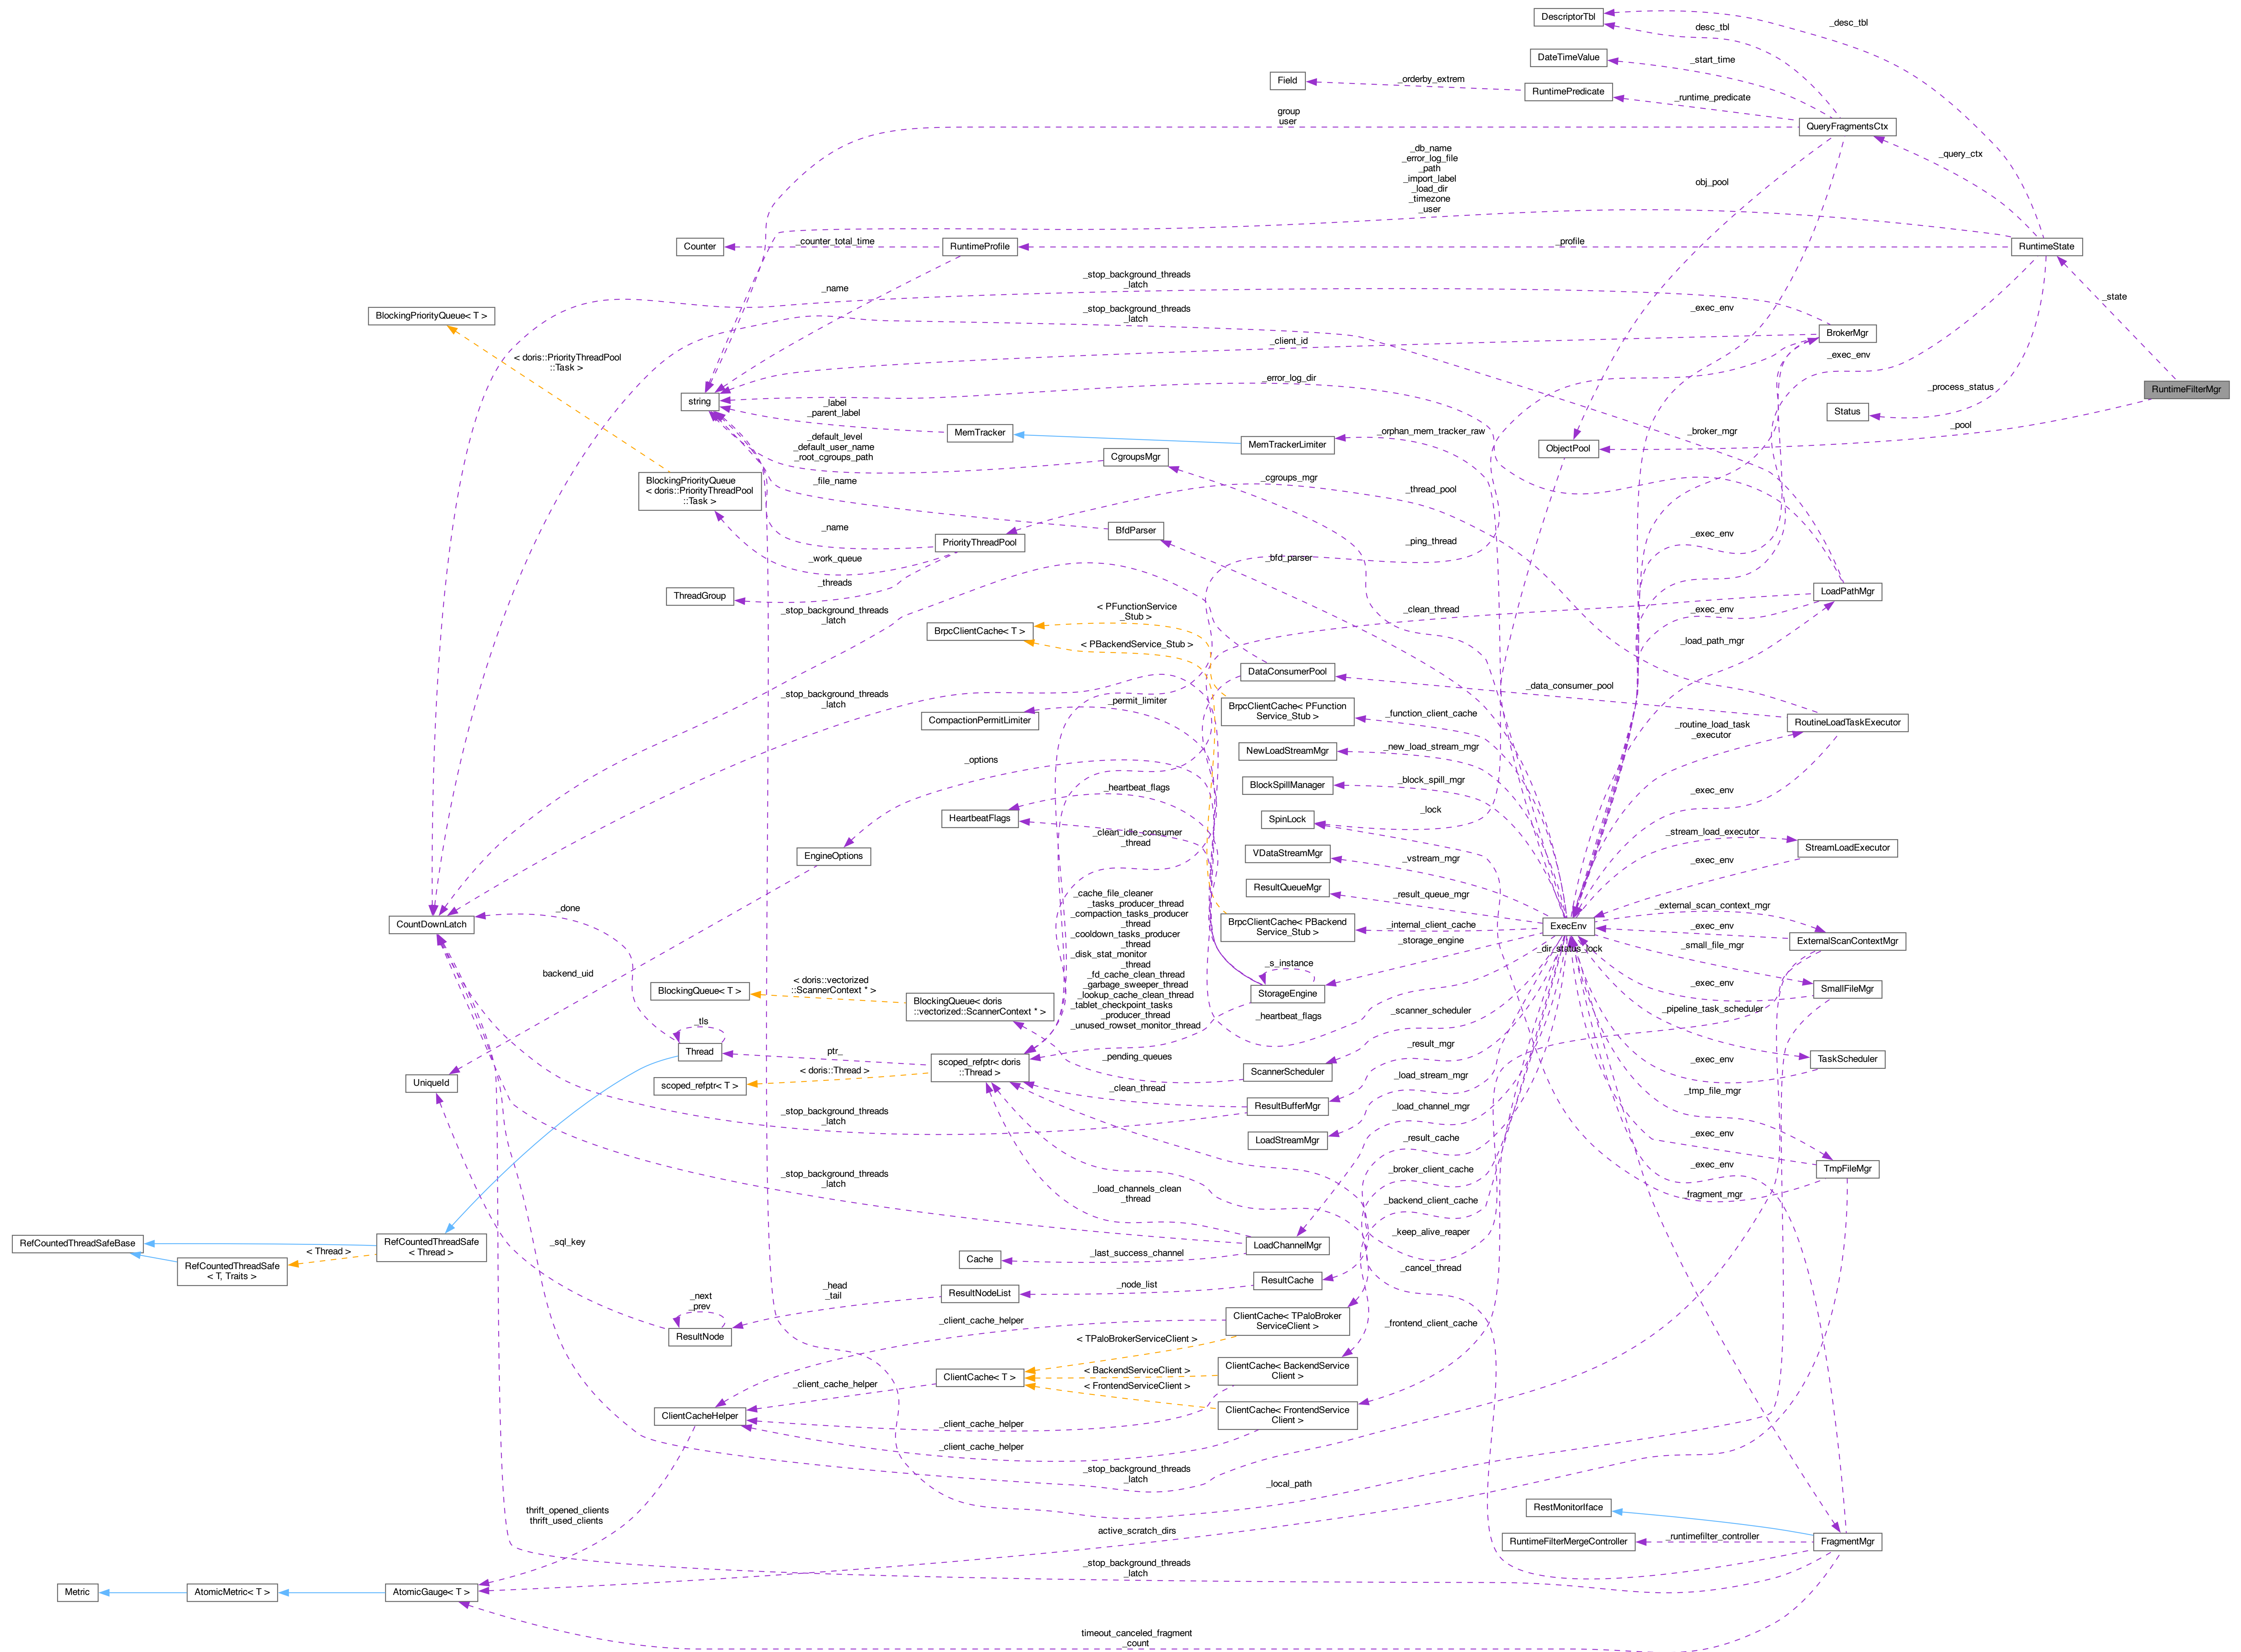 DescriptorTbl
_desc_tbl
desc_tbl
DateTimeValue
_start_time
Field
_orderby_extrem
RuntimePredicate
_runtime_predicate
group
user
QueryFragmentsCtx
_db_name
_error_log_file
_path
_import_label
_load_dir
_timezone
_user
_query_ctx
obj_pool
Counter
_counter_total_time
RuntimeProfile
_profile
RuntimeState
_stop_background_threads
_latch
_name
_state
BlockingPriorityQueue< T >
_stop_background_threads
_latch
_exec_env
BrokerMgr
< doris::PriorityThreadPool
::Task >
_client_id
_exec_env
_error_log_dir
_process_status
RuntimeFilterMgr
string
_label
_parent_label
Status
_pool
_default_level
_default_user_name
_root_cgroups_path
MemTracker
MemTrackerLimiter
_orphan_mem_tracker_raw
_broker_mgr
ObjectPool
CgroupsMgr
BlockingPriorityQueue
< doris::PriorityThreadPool
::Task >
_file_name
_cgroups_mgr
_thread_pool
_name
BfdParser
PriorityThreadPool
_ping_thread
_exec_env
_work_queue
_bfd_parser
_threads
ThreadGroup
LoadPathMgr
_stop_background_threads
_latch
< PFunctionService
_Stub >
_clean_thread
_exec_env
BrpcClientCache< T >
< PBackendService_Stub >
_load_path_mgr
DataConsumerPool
_data_consumer_pool
_stop_background_threads
_latch
_permit_limiter
CompactionPermitLimiter
BrpcClientCache< PFunction
Service_Stub >
_function_client_cache
_routine_load_task
_executor
RoutineLoadTaskExecutor
_options
NewLoadStreamMgr
_new_load_stream_mgr
_heartbeat_flags
BlockSpillManager
_block_spill_mgr
_exec_env
HeartbeatFlags
SpinLock
_lock
_clean_idle_consumer
_thread
_stream_load_executor
StreamLoadExecutor
EngineOptions
VDataStreamMgr
_vstream_mgr
_exec_env
_cache_file_cleaner
_tasks_producer_thread
_compaction_tasks_producer
_thread
_cooldown_tasks_producer
_thread
_disk_stat_monitor
_thread
_fd_cache_clean_thread
_garbage_sweeper_thread
_lookup_cache_clean_thread
_tablet_checkpoint_tasks
_producer_thread
_unused_rowset_monitor_thread
ResultQueueMgr
_result_queue_mgr
_external_scan_context_mgr
_done
CountDownLatch
BrpcClientCache< PBackend
Service_Stub >
_internal_client_cache
ExecEnv
_exec_env
ExternalScanContextMgr
_storage_engine
_dir_status_lock
_small_file_mgr
backend_uid
_s_instance
StorageEngine
BlockingQueue< T >
< doris::vectorized
::ScannerContext * >
BlockingQueue< doris
::vectorized::ScannerContext * >
_exec_env
SmallFileMgr
_heartbeat_flags
_scanner_scheduler
_pipeline_task_scheduler
_tls
Thread
ptr_
_result_mgr
scoped_refptr< doris
::Thread >
_pending_queues
ScannerScheduler
_exec_env
TaskScheduler
UniqueId
scoped_refptr< T >
< doris::Thread >
_load_stream_mgr
_clean_thread
_tmp_file_mgr
_stop_background_threads
_latch
ResultBufferMgr
_load_channel_mgr
LoadStreamMgr
_result_cache
_exec_env
_exec_env
_stop_background_threads
_latch
_broker_client_cache
TmpFileMgr
_load_channels_clean
_thread
_backend_client_cache
_fragment_mgr
_keep_alive_reaper
RefCountedThreadSafeBase
RefCountedThreadSafe
< Thread >
< Thread >
_sql_key
LoadChannelMgr
Cache
_last_success_channel
RefCountedThreadSafe
< T, Traits >
_cancel_thread
_head
_tail
ResultNodeList
_node_list
ResultCache
_next
_prev
ResultNode
_client_cache_helper
ClientCache< TPaloBroker
ServiceClient >
_frontend_client_cache
< TPaloBrokerServiceClient >
ClientCache< T >
< BackendServiceClient >
ClientCache< BackendService
Client >
_client_cache_helper
< FrontendServiceClient >
ClientCacheHelper
_client_cache_helper
ClientCache< FrontendService
Client >
_client_cache_helper
_stop_background_threads
_latch
_local_path
thrift_opened_clients
thrift_used_clients
RestMonitorIface
active_scratch_dirs
RuntimeFilterMergeController
_runtimefilter_controller
FragmentMgr
_stop_background_threads
_latch
Metric
AtomicMetric< T >
AtomicGauge< T >
timeout_canceled_fragment
_count